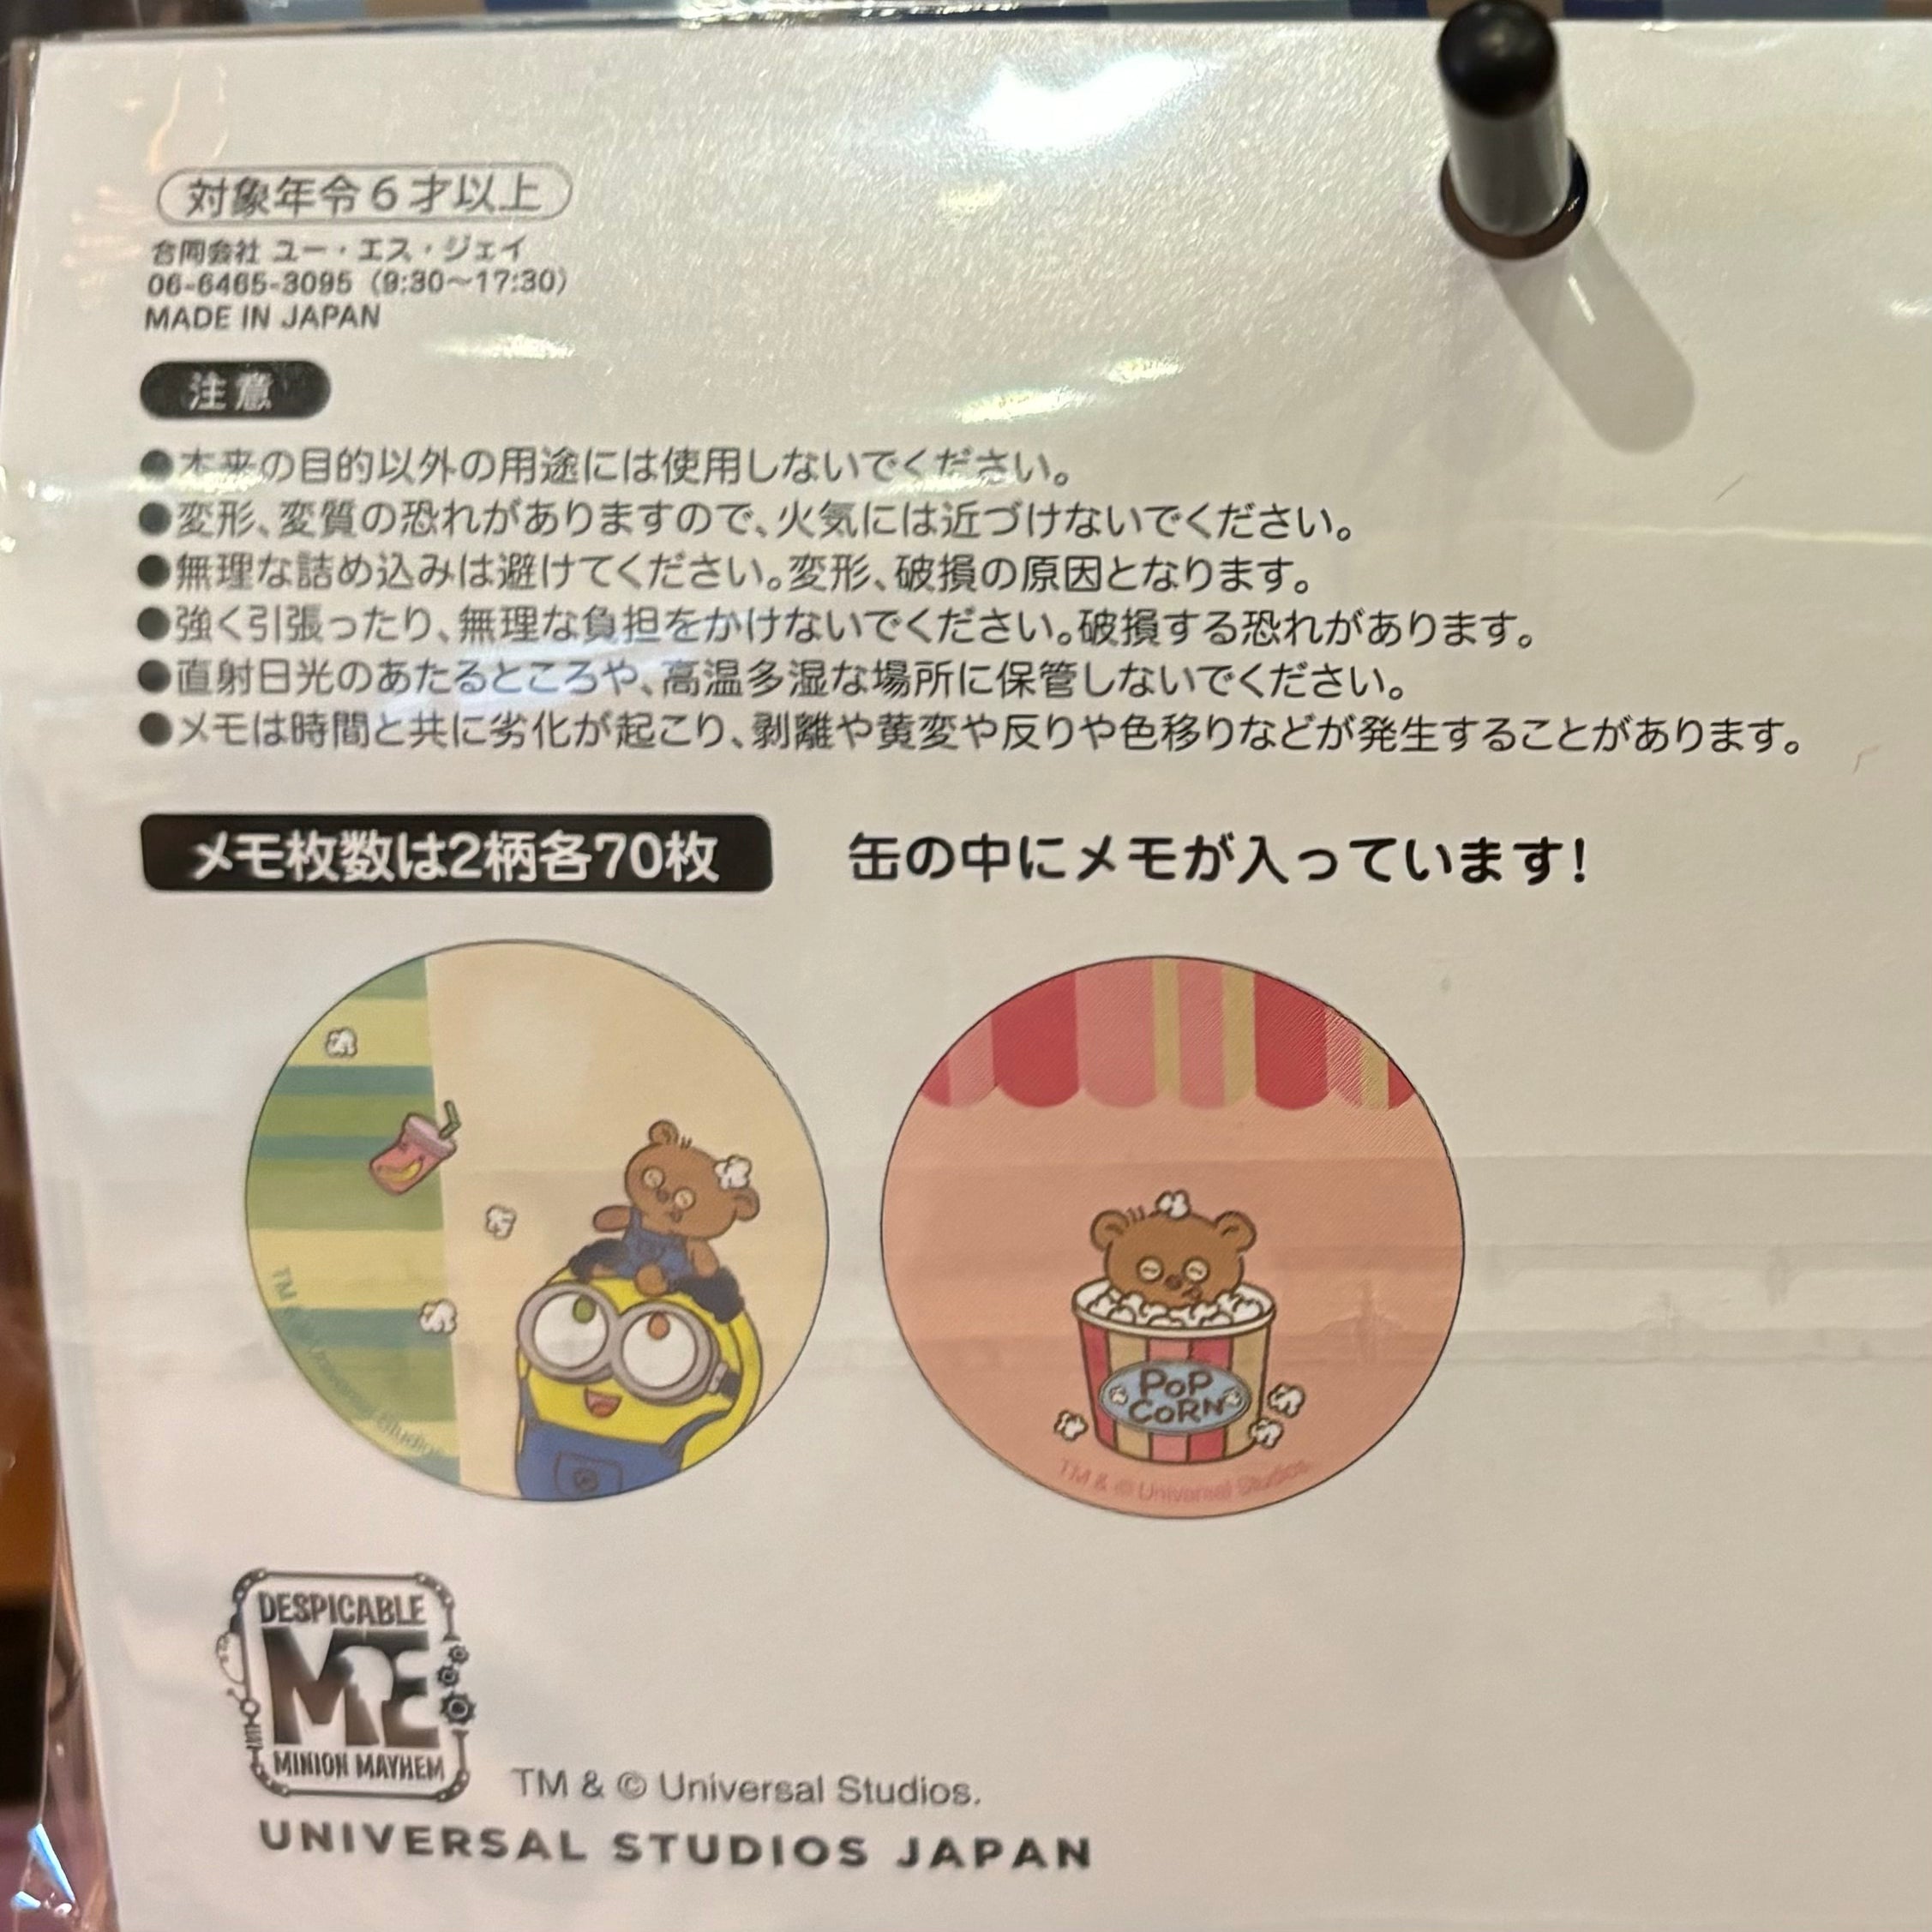 対象年令6才以上
合同会社 ユー・エス・ジェイ
06-6465-3095（9:30〜17:30）
MADE IN JAPAN
注意
●本来の目的以外の用途には使用しないでください。
●変形、変質の恐れがありますので、火気には近づけないでください。
●無理な詰め込みは避けてください。変形、破損の原因となります。
●強く引張ったり、無理な負担をかけないでください。破損する恐れがあります。
●直射日光のあたるところや、高温多湿な場所に保管しないでください。
●メモは時間と共に劣化が起こり、剥離や黄変や反りや色移りなどが発生することがあります。
メモ枚数は2柄各70枚
缶の中にメモが入っています!
TM & © Universal Studios
POP
CORN
TM & © Universal Studios.
DESPICABLE
ME
MINION MAYHEM
TM & © Universal Studios.
UNIVERSAL STUDIOS JAPAN